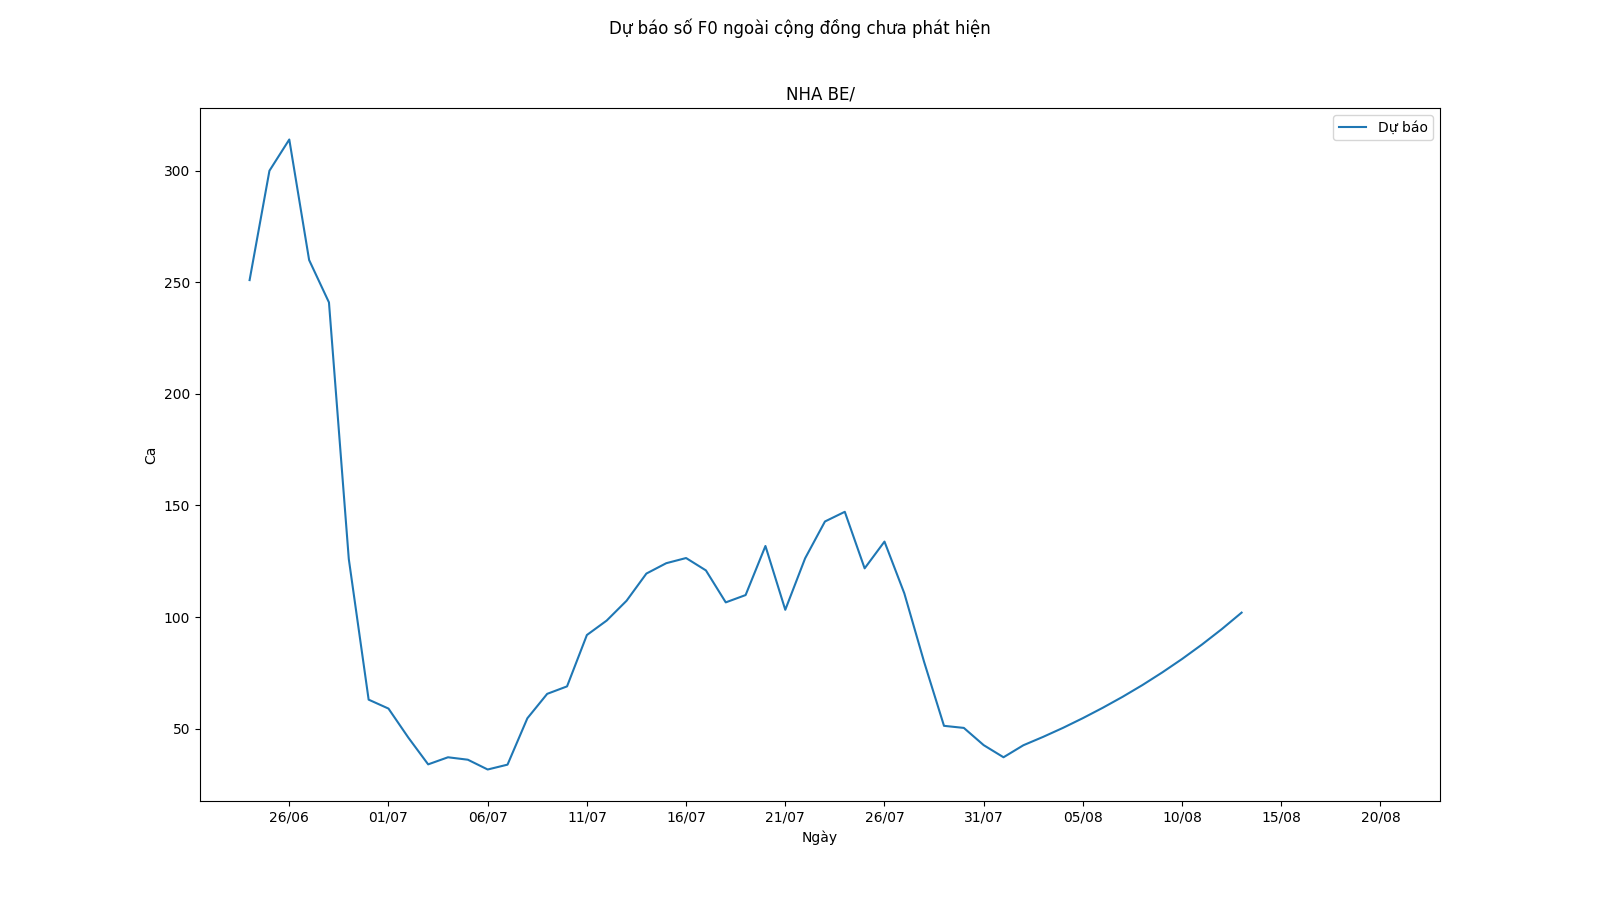 Dự báo số F0 ngoài cộng đồng chưa phát hiện
NHA BE/
Dự báo
300
250
200
150
100
50
Ca
26/06 01/07 06/07 11/07 16/07 21/07 26/07 31/07 05/08 10/08 15/08 20/08
Ngày